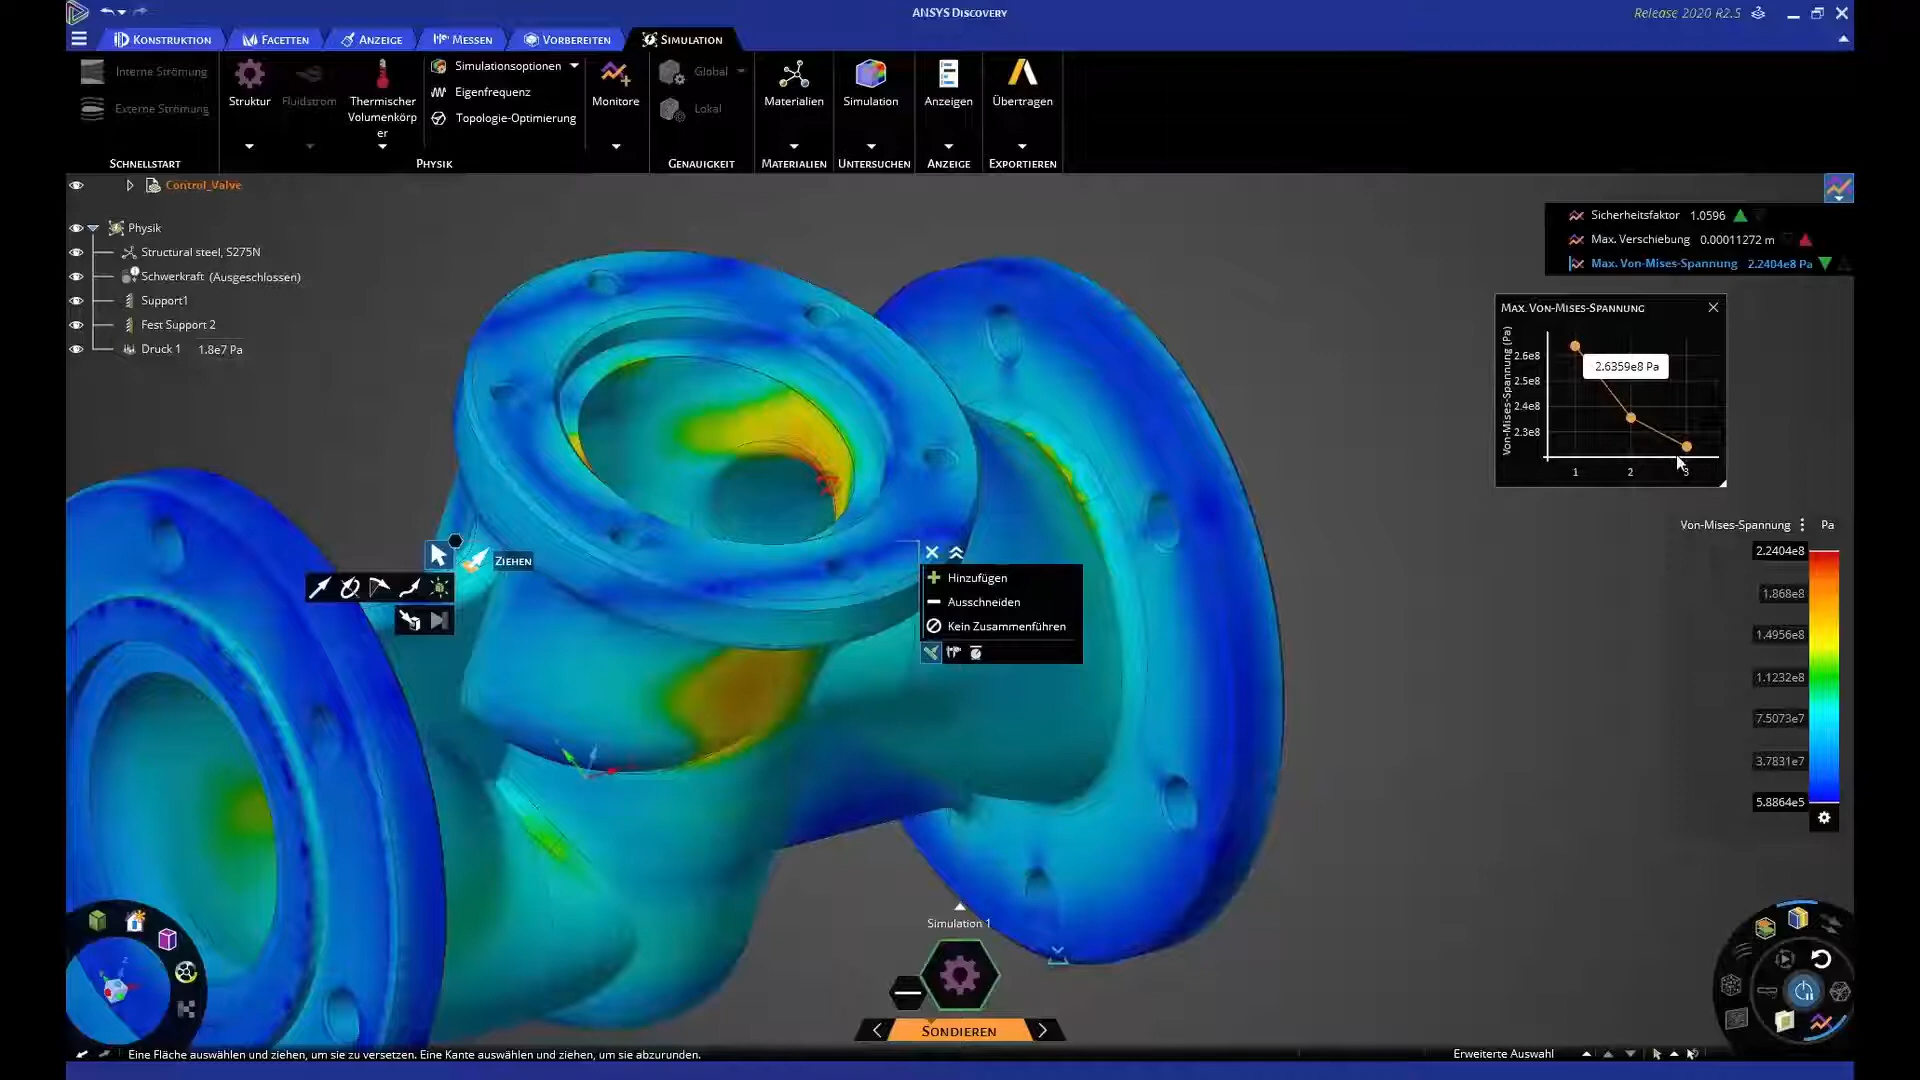 ANSYS Discovery
Release 2020 R2.5
Konstruktion
Facetten
Anzeige
Messen
Vorbereiten
Simulation
Interne Strömung
Externe Strömung
Schnellstart
Struktur
Fluidstrom
Thermischer
Volumenkörp
er
Simulationsoptionen
Eigenfrequenz
Topologie-Optimierung
Physik
Monitore
Global
Lokal
Genauigkeit
Materialien
Materialien
Simulation
Untersuchen
Anzeigen
Anzeige
Übertragen
Exportieren
Control_Valve
Physik
Structural steel, S275N
Schwerkraft (Ausgeschlossen)
Support1
Fest Support 2
Druck 1 1.8e7 Pa
Sicherheitsfaktor 1.0596
Max. Verschiebung 0.00011272 m
Max. Von-Mises-Spannung 2.2404e8 Pa
Max. Von-Mises-Spannung
Von-Mises-Spannung (Pa)
2.6e8
2.5e8
2.4e8
2.3e8
2.6359e8 Pa
1 2 3
Von-Mises-Spannung Pa
2.2404e8
1.868e8
1.4956e8
1.1232e8
7.5073e7
3.7831e7
5.8864e5
Ziehen
Hinzufügen
Ausschneiden
Kein Zusammenführen
Z
Simulation 1
Sondieren
Eine Fläche auswählen und ziehen, um sie zu versetzen. Eine Kante auswählen und ziehen, um sie abzurunden.
Erweiterte Auswahl